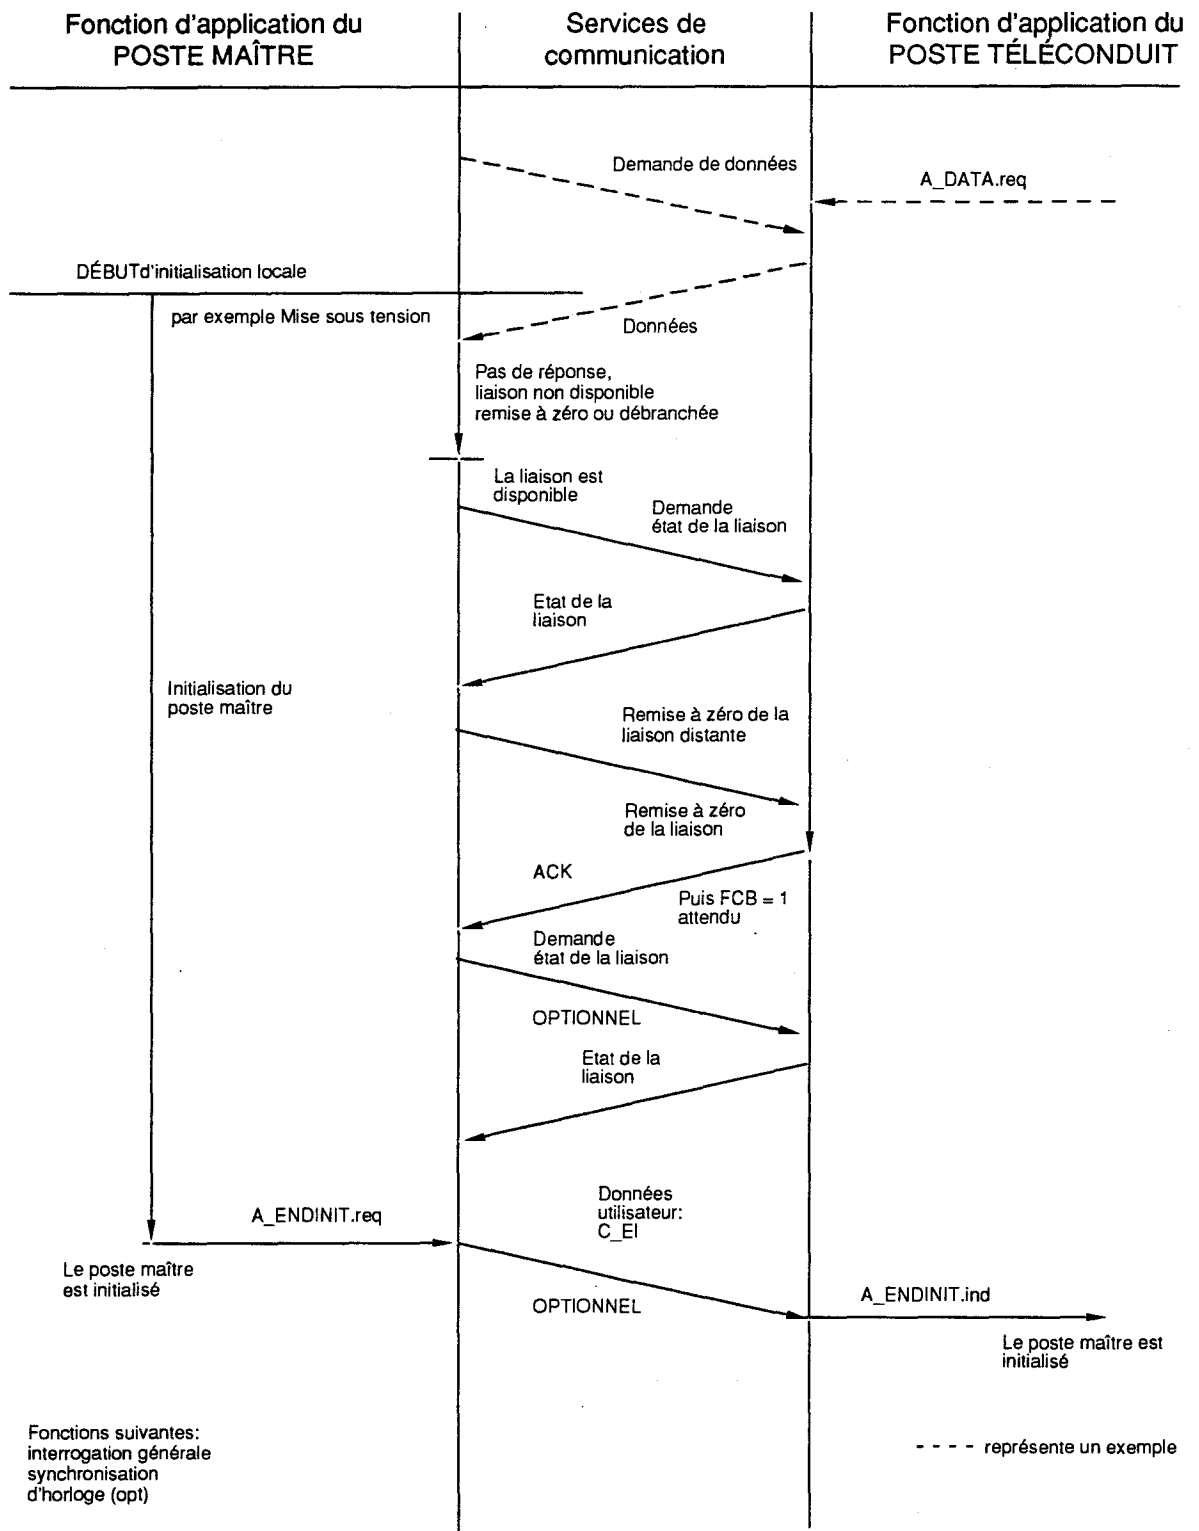 Fonction d'application du
POSTE MAÎTRE
Services de
communication
Fonction d'application du
POSTE TÉLÉCONDUIT
Demande de données
A_DATA.req
DÉBUTd'initialisation locale
par exemple Mise sous tension
Données
Pas de réponse,
liaison non disponible
remise à zéro ou débranchée
La liaison est
disponible
Demande
état de la liaison
Etat de la
liaison
Initialisation du
poste maître
Remise à zéro de la
liaison distante
Remise à zéro
de la liaison
ACK
Puis FCB = 1
attendu
Demande
état de la liaison
OPTIONNEL
Etat de la
liaison
Données
utilisateur:
C_EI
A_ENDINIT.req
Le poste maître
est initialisé
OPTIONNEL
A_ENDINIT.ind
Le poste maître est
initialisé
Fonctions suivantes:
interrogation générale
synchronisation
d'horloge (opt)
- - - - représente un exemple